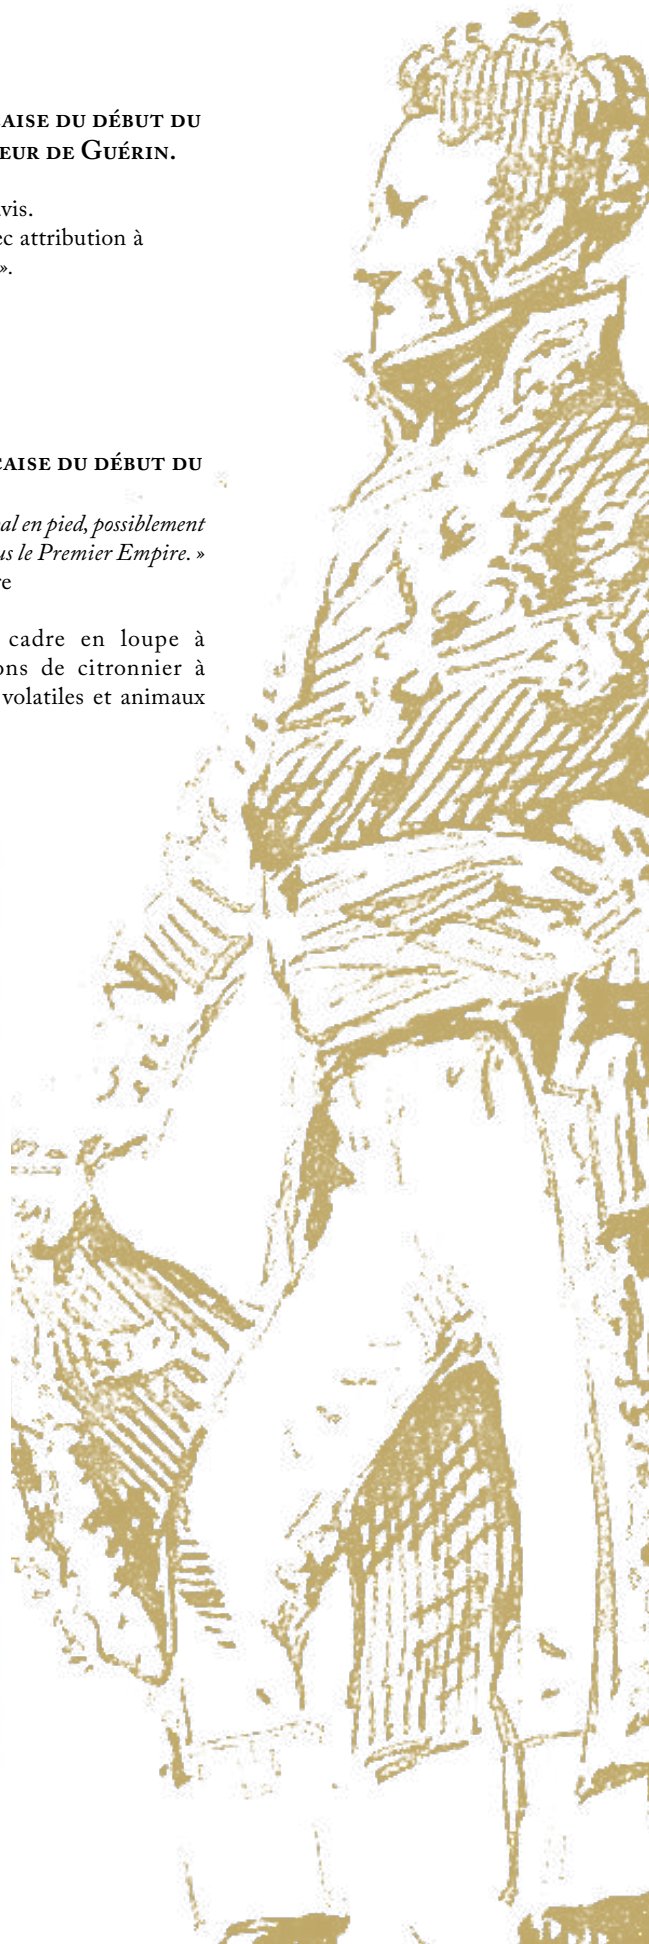 AISE DU DÉBUT DU
EUR DE GUÉRIN.
vis.
ec attribution à
».
CAISE DU DÉBUT DU
al en pied, possiblement
us le Premier Empire. »
re
cadre en loupe à
ons de citronnier à
volatiles et animaux